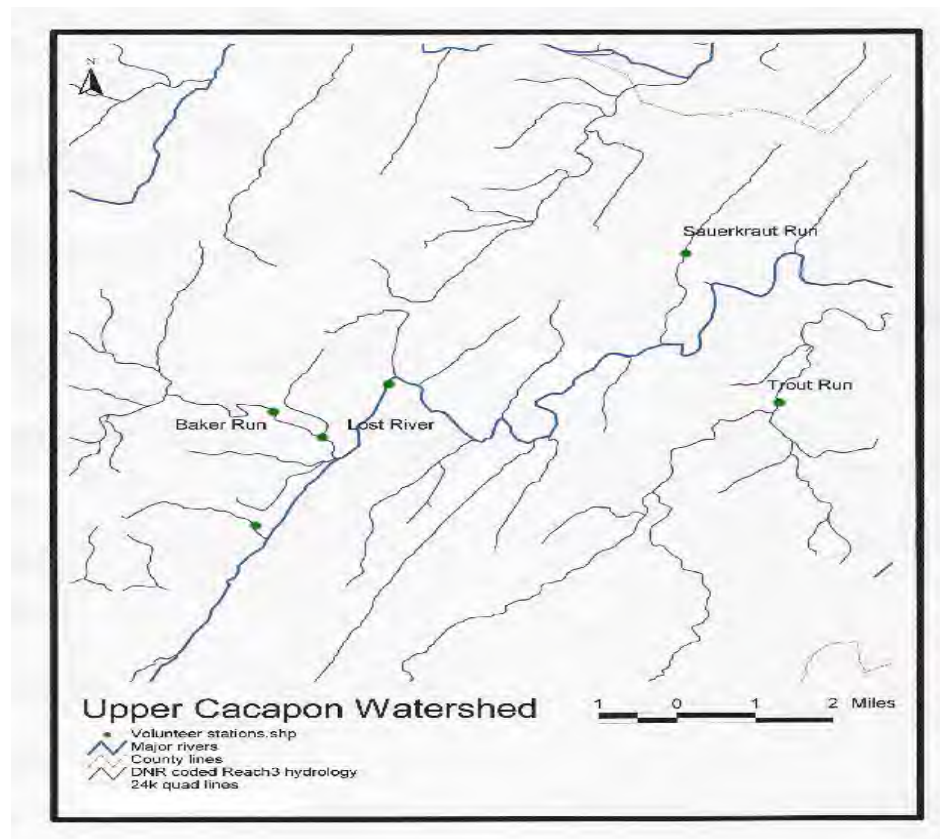 N
Sauerkraut Run
Trout Run
Baker Run
Lost River
Upper Cacapon Watershed
1 0 1 2 Miles
Volunteer stations.shp
Major rivers
County lines
DNR coded Reach3 hydrology
24k quad lines